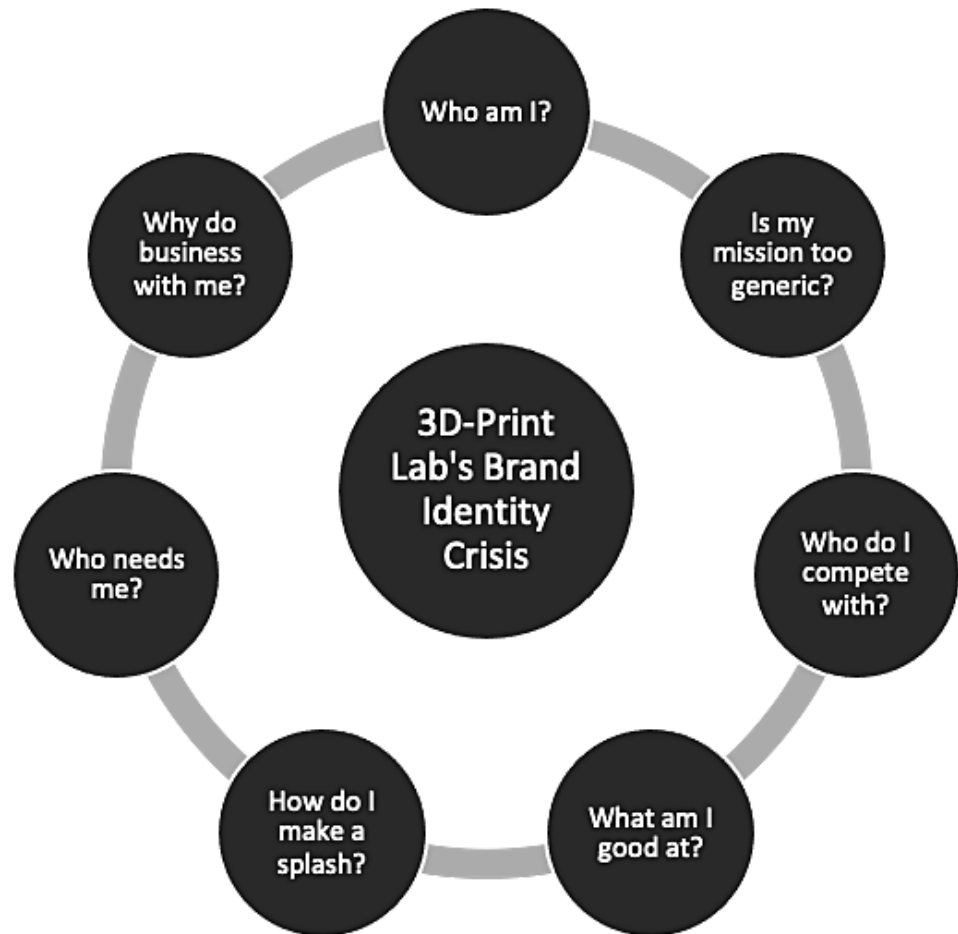 Who am I?
Is my
mission too
generic?
Who do I
compete
with?
What am I
good at?
How do I
make a
splash?
Who needs
me?
Why do
business
with me?
3D-Print
Lab's Brand
Identity
Crisis